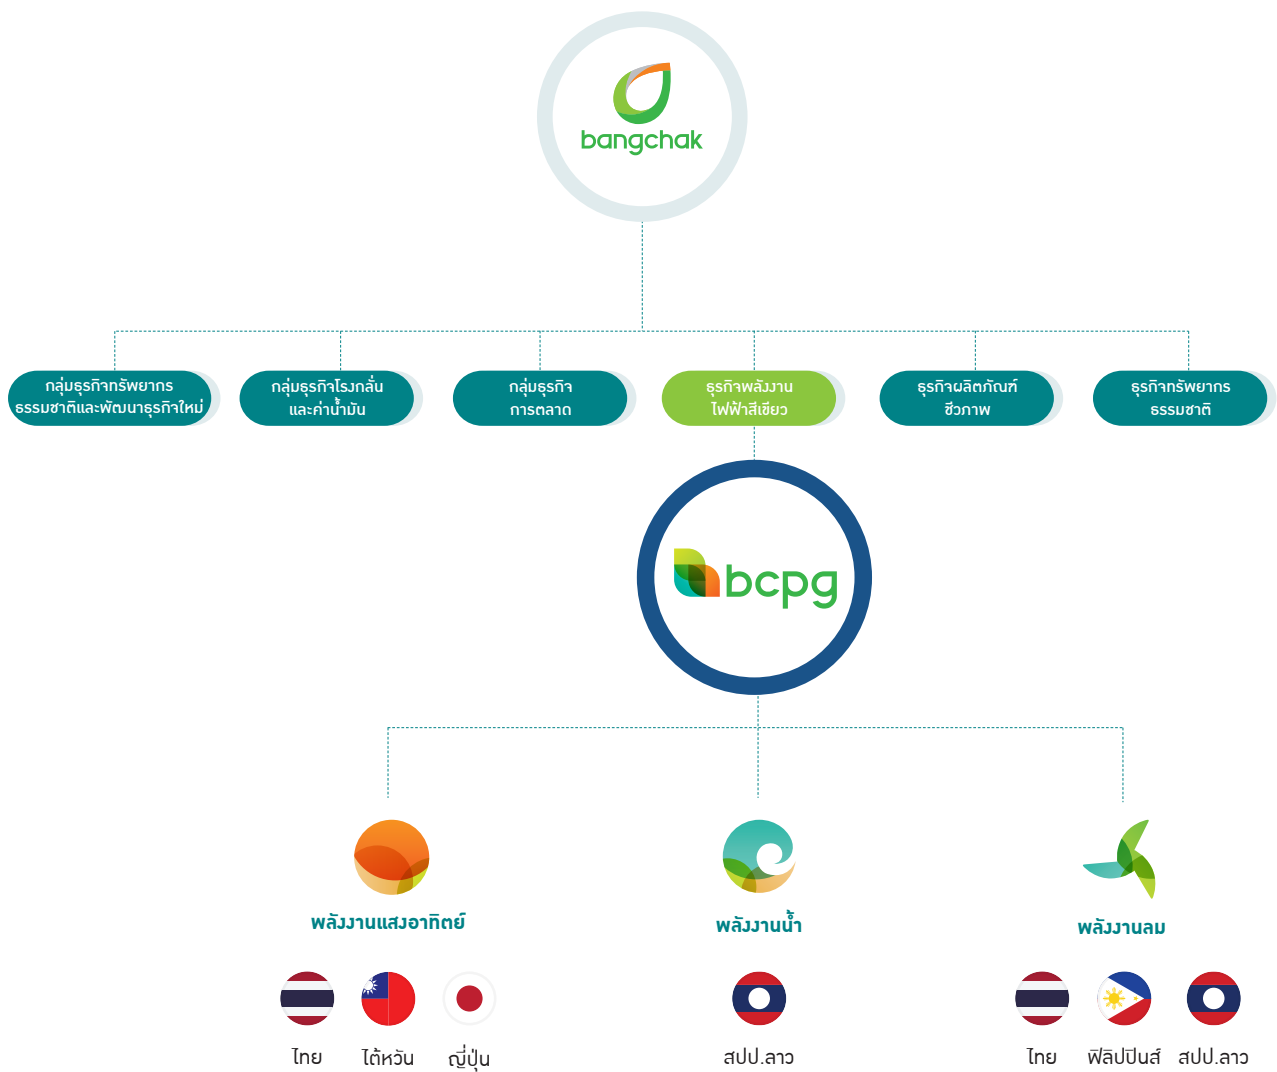 bangchak
กลุ่มธุรกิจทรัพยากร
ธรรมชาติและพัฒนาธุรกิจใหม่
กลุ่มธุรกิจโรงกลั่น
และค่าน้ำมัน
กลุ่มธุรกิจ
การตลาด
ธุรกิจพลังงาน
ไฟฟ้าสีเขียว
ธุรกิจผลิตภัณฑ์
ชีวภาพ
ธุรกิจทรัพยากร
ธรรมชาติ
bcpg
พลังงานแสงอาทิตย์
พลังงานน้ำ
พลังงานลม
ไทย
ไต้หวัน
ญี่ปุ่น
สปป.ลาว
ไทย
ฟิลิปปินส์
สปป.ลาว